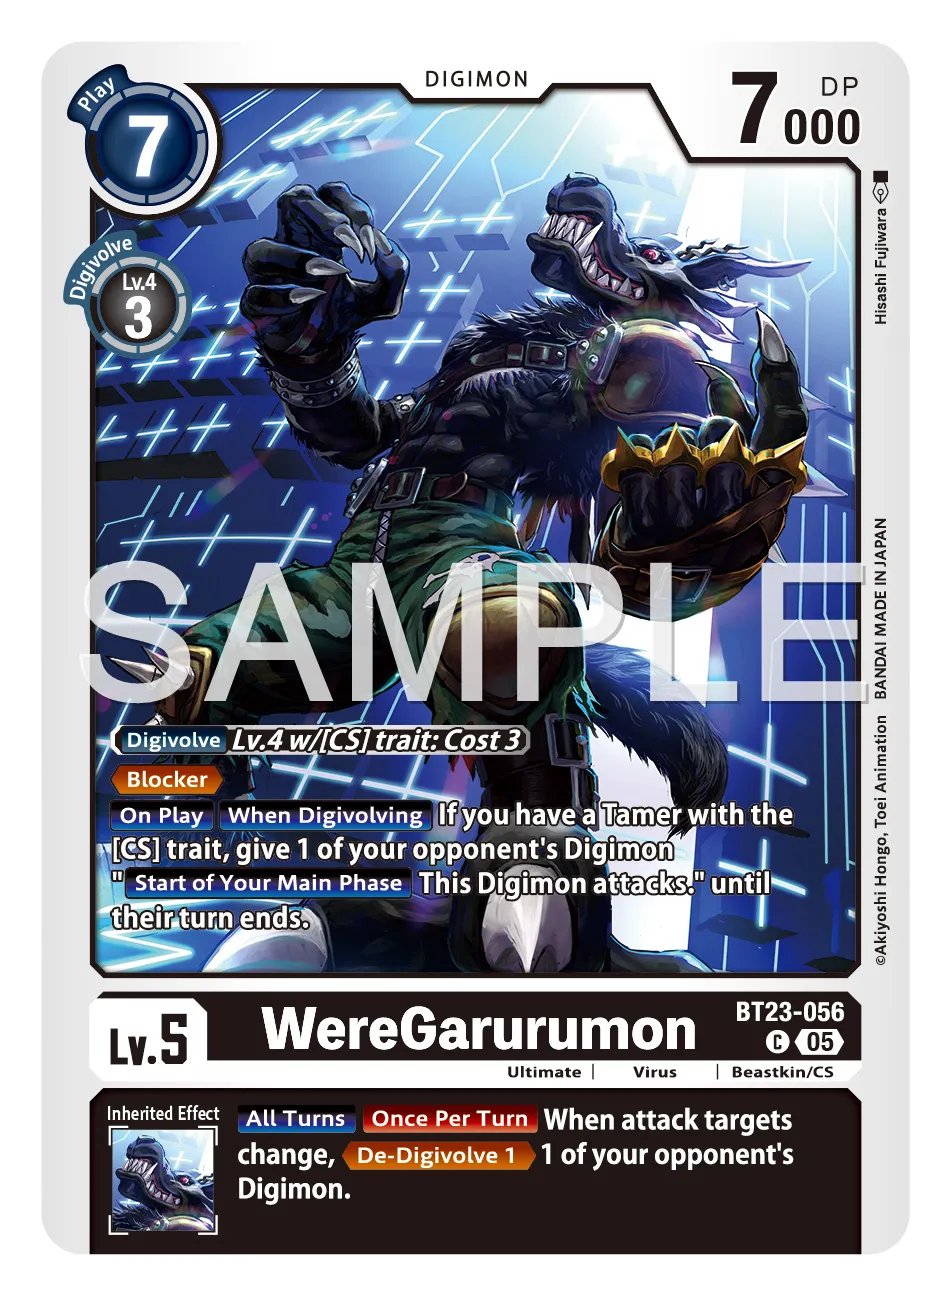 DIGIMON
Play
7
7000
DP
Digivolve
Lv.4
3
Hisashi Fujiwara
SAMPLE
BANDAI MADE IN JAPAN
©Akiyoshi Hongo, Toei Animation
Digivolve Lv.4 w/[CS] trait: Cost 3
Blocker
On Play When Digivolving If you have a Tamer with the
[CS] trait, give 1 of your opponent's Digimon
" Start of Your Main Phase This Digimon attacks." until
their turn ends.
Lv.5
WereGarurumon
BT23-056
C 05
Ultimate | Virus | Beastkin/CS
Inherited Effect
All Turns Once Per Turn When attack targets
change, De-Digivolve 1 1 of your opponent's
Digimon.